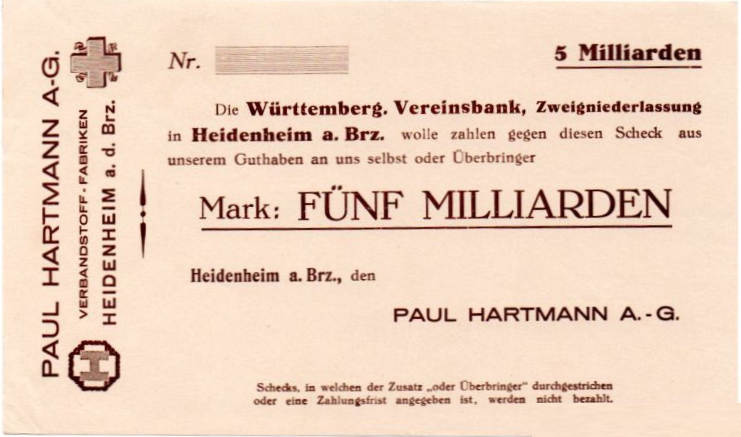 PAUL HARTMANN A-G.
VERBANDSTOFF-FABRIKEN
HEIDENHEIM a. d. Brz.
H
Nr.
5 Milliarden
Die Württemberg. Vereinsbank, Zweigniederlassung
in Heidenheim a. Brz. wolle zahlen gegen diesen Scheck aus
unserem Guthaben an uns selbst oder Überbringer
Mark: FÜNF MILLIARDEN
Heidenheim a. Brz., den
PAUL HARTMANN A.-G.
Schecks, in welchen der Zusatz „oder Überbringer" durchgestrichen
oder eine Zahlungsfrist angegeben ist, werden nicht bezahlt.